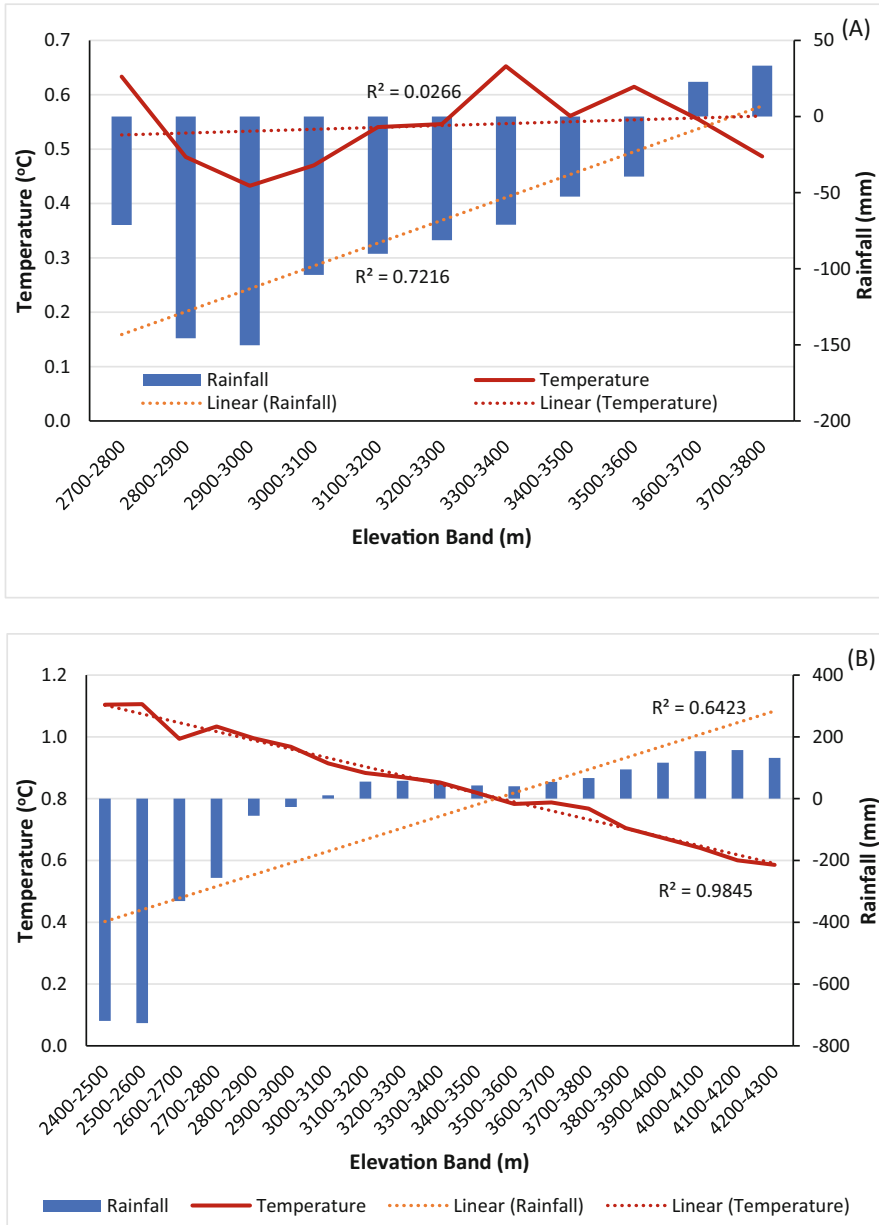 (A)
0.7
0.6
0.5
0.4
0.3
0.2
0.1
0.0
Temperature (°C)
50
0
-50
-100
-150
-200
Rainfall (mm)
R² = 0.0266
R² = 0.7216
Rainfall
Temperature
Linear (Rainfall)
Linear (Temperature)
2700-2800
2800-2900
2900-3000
3000-3100
3100-3200
3200-3300
3300-3400
3400-3500
3500-3600
3600-3700
3700-3800
Elevation Band (m)
(B)
1.2
1.0
0.8
0.6
0.4
0.2
0.0
Temperature (°C)
400
200
0
-200
-400
-600
-800
Rainfall (mm)
R² = 0.6423
R² = 0.9845
2400-2500
2500-2600
2600-2700
2700-2800
2800-2900
2900-3000
3000-3100
3100-3200
3200-3300
3300-3400
3400-3500
3500-3600
3600-3700
3700-3800
3800-3900
3900-4000
4000-4100
4100-4200
4200-4300
Elevation Band (m)
Rainfall
Temperature
Linear (Rainfall)
Linear (Temperature)